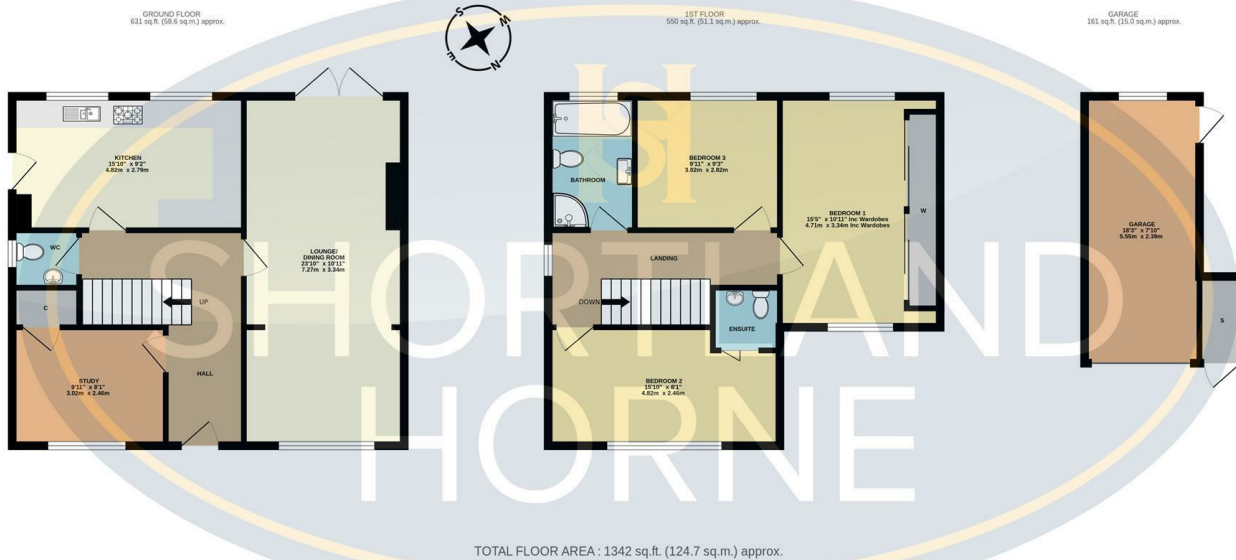 GROUND FLOOR
631 sq.ft. (58.6 sq.m.) approx.
1ST FLOOR
550 sq.ft. (51.1 sq.m.) approx.
GARAGE
161 sq.ft. (15.0 sq.m.) approx.
S
W
E
N
KITCHEN
15'10" x 9'2"
4.82m x 2.79m
WC
C
UP
LOUNGE/
DINING ROOM
23'10" x 10'11"
7.27m x 3.34m
STUDY
9'11" x 8'1"
3.02m x 2.46m
HALL
BATHROOM
BEDROOM 3
9'11" x 9'3"
3.02m x 2.82m
BEDROOM 1
15'5" x 10'11" Inc Wardobes
4.71m x 3.34m Inc Wardobes
W
LANDING
DOWN
ENSUITE
BEDROOM 2
15'10" x 8'1"
4.82m x 2.46m
GARAGE
18'3" x 7'10"
5.55m x 2.39m
S
SHORTLAND
HORNE
TOTAL FLOOR AREA : 1342 sq.ft. (124.7 sq.m.) approx.